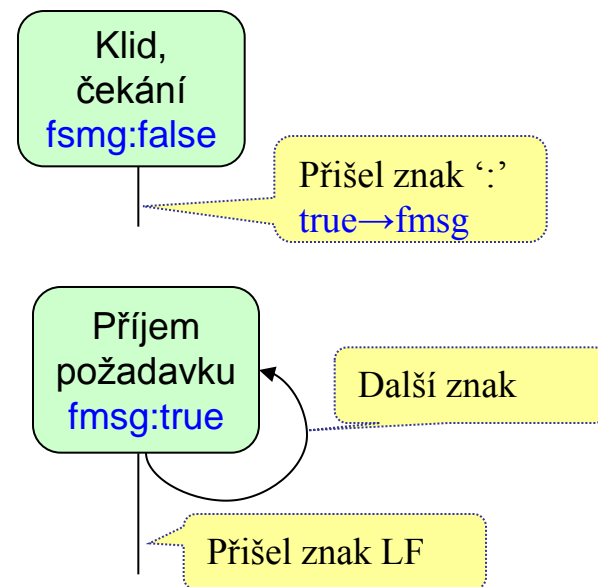 Klid,
čekání
fsmg:false
Přišel znak ‘:’
true→fmsg
Příjem
požadavku
fmsg:true
Další znak
Přišel znak LF